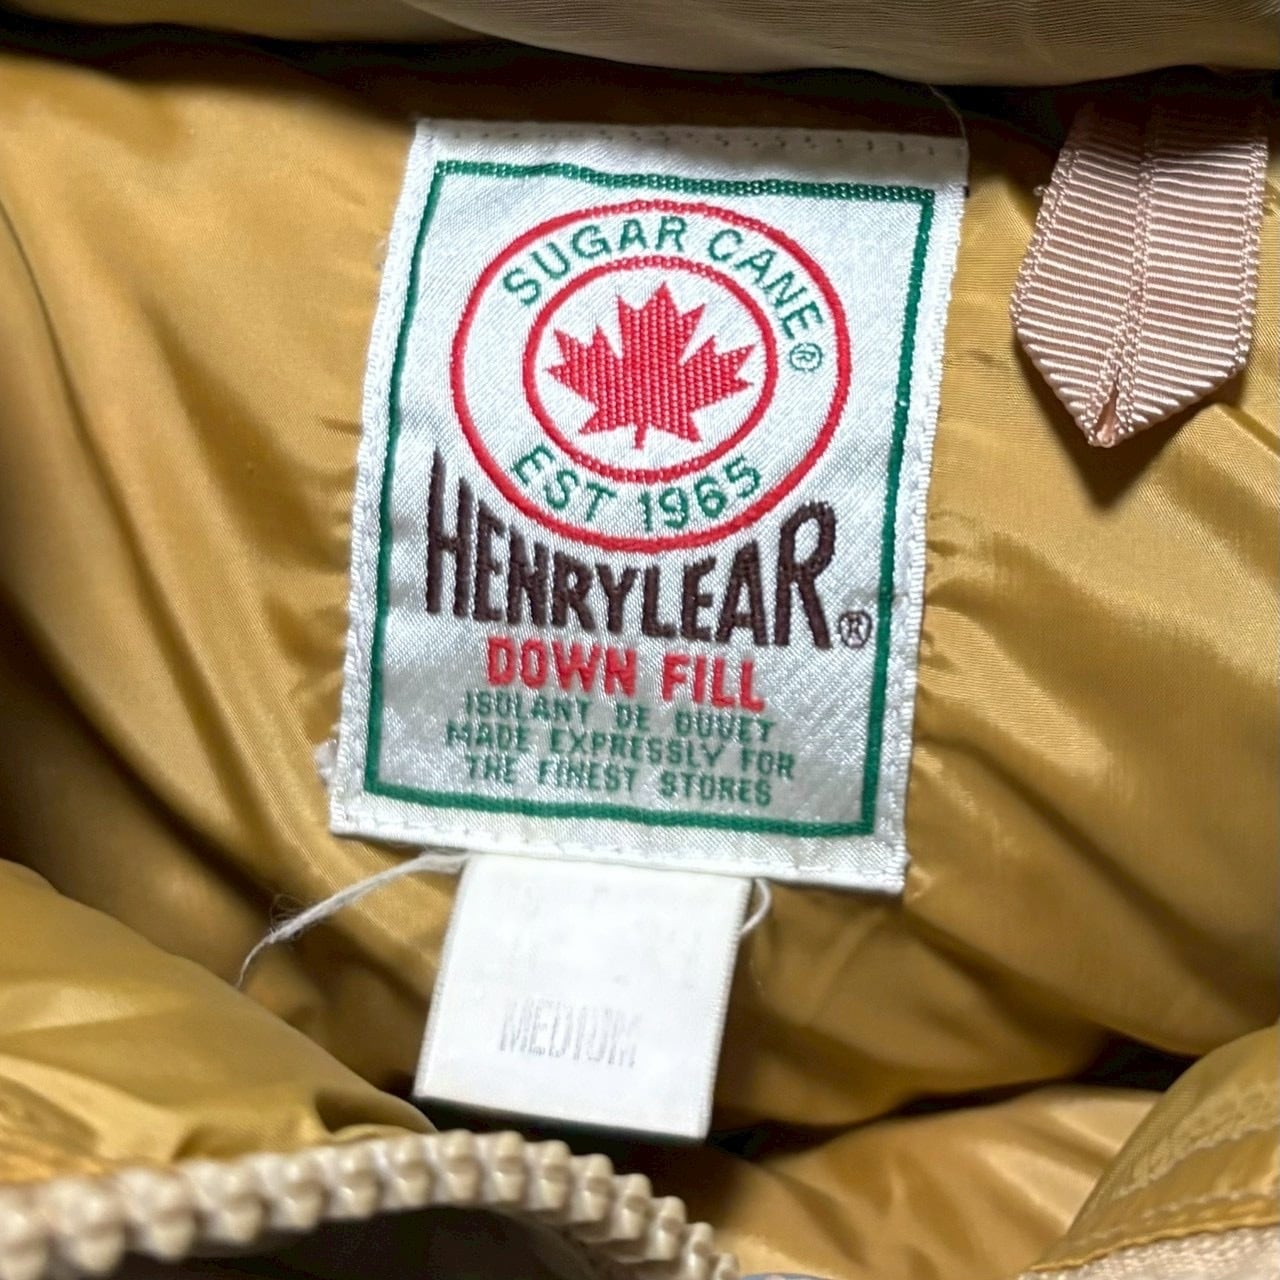 SUGAR CANE®
EST 1965
HENRYLEAR®
DOWN FILL
ISOLANT DE DUVET
MADE EXPRESSLY FOR
THE FINEST STORES
MEDIUM